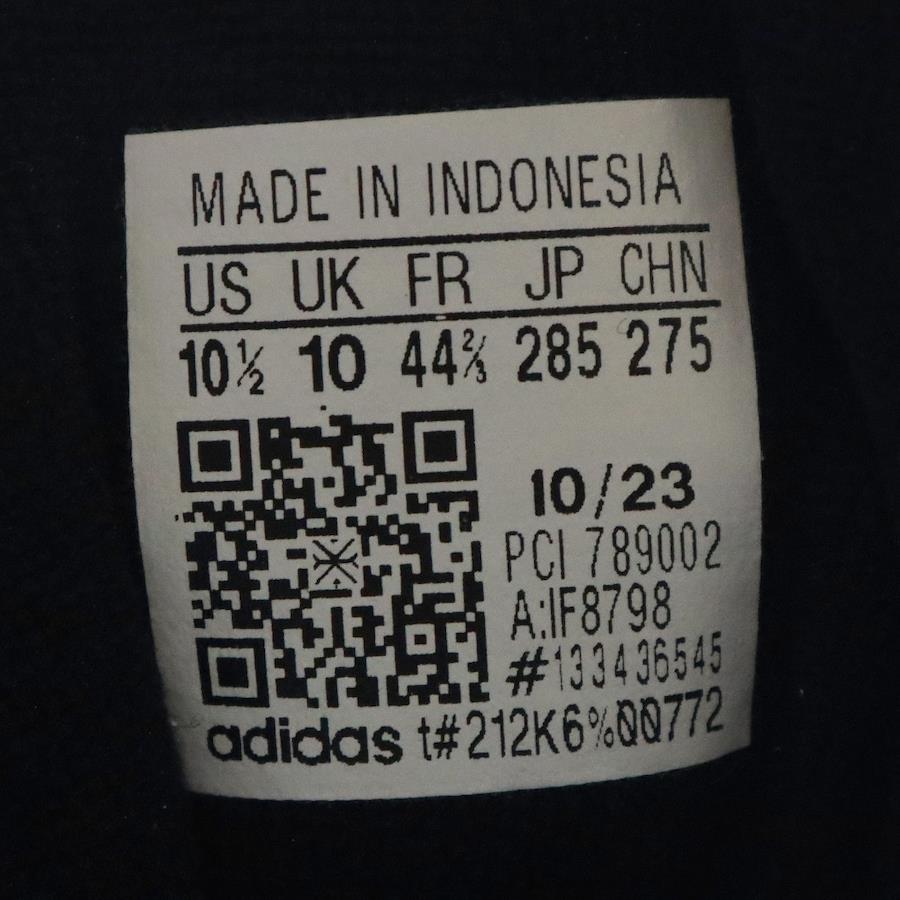 MADE IN INDONESIA
US UK FR JP CHN
10½ 10 44⅔ 285 275
10/23
PCI 789002
A:IF8798
#133436545
adidas t#212K6%00772